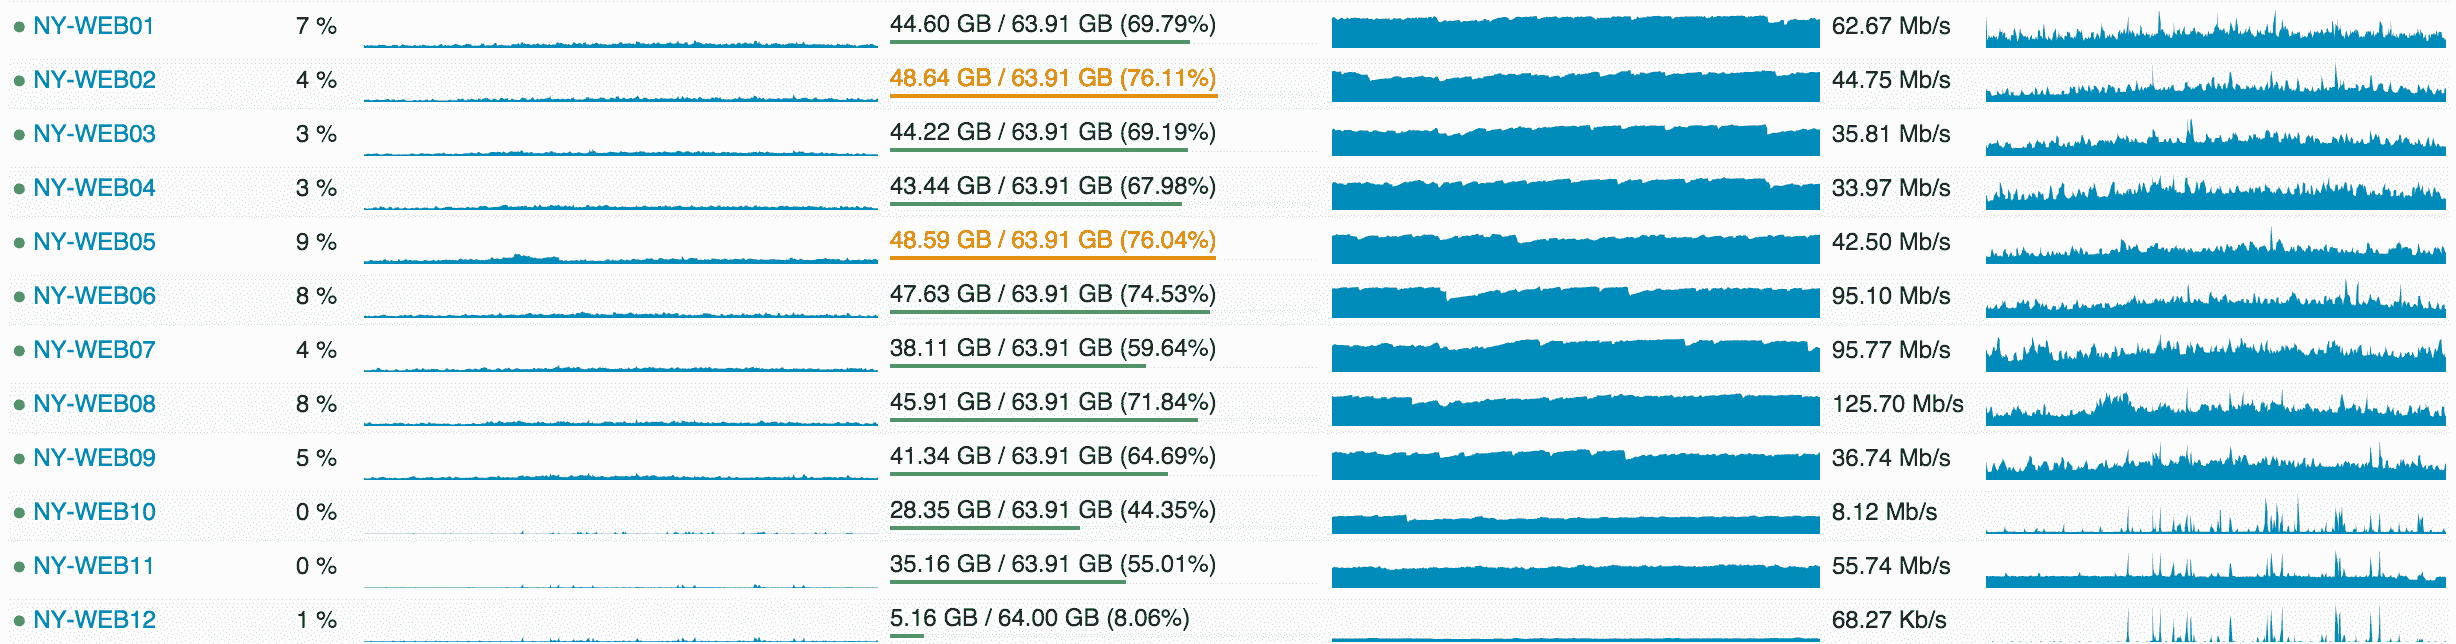 NY-WEB01 7 % 44.60 GB / 63.91 GB (69.79%) 62.67 Mb/s
NY-WEB02 4 % 48.64 GB / 63.91 GB (76.11%) 44.75 Mb/s
NY-WEB03 3 % 44.22 GB / 63.91 GB (69.19%) 35.81 Mb/s
NY-WEB04 3 % 43.44 GB / 63.91 GB (67.98%) 33.97 Mb/s
NY-WEB05 9 % 48.59 GB / 63.91 GB (76.04%) 42.50 Mb/s
NY-WEB06 8 % 47.63 GB / 63.91 GB (74.53%) 95.10 Mb/s
NY-WEB07 4 % 38.11 GB / 63.91 GB (59.64%) 95.77 Mb/s
NY-WEB08 8 % 45.91 GB / 63.91 GB (71.84%) 125.70 Mb/s
NY-WEB09 5 % 41.34 GB / 63.91 GB (64.69%) 36.74 Mb/s
NY-WEB10 0 % 28.35 GB / 63.91 GB (44.35%) 8.12 Mb/s
NY-WEB11 0 % 35.16 GB / 63.91 GB (55.01%) 55.74 Mb/s
NY-WEB12 1 % 5.16 GB / 64.00 GB (8.06%) 68.27 Kb/s